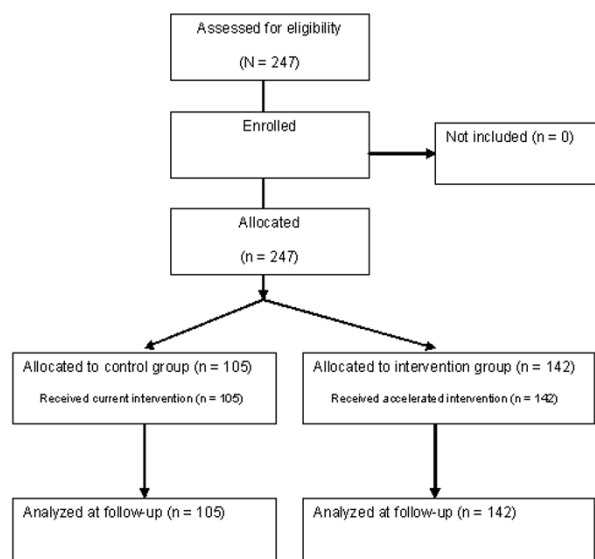 Assessed for eligibility
(N = 247)
Enrolled
Not included (n = 0)
Allocated
(n = 247)
Allocated to control group (n = 105)
Received current intervention (n = 105)
Allocated to intervention group (n = 142)
Received accelerated intervention (n = 142)
Analyzed at follow-up (n = 105)
Analyzed at follow-up (n = 142)